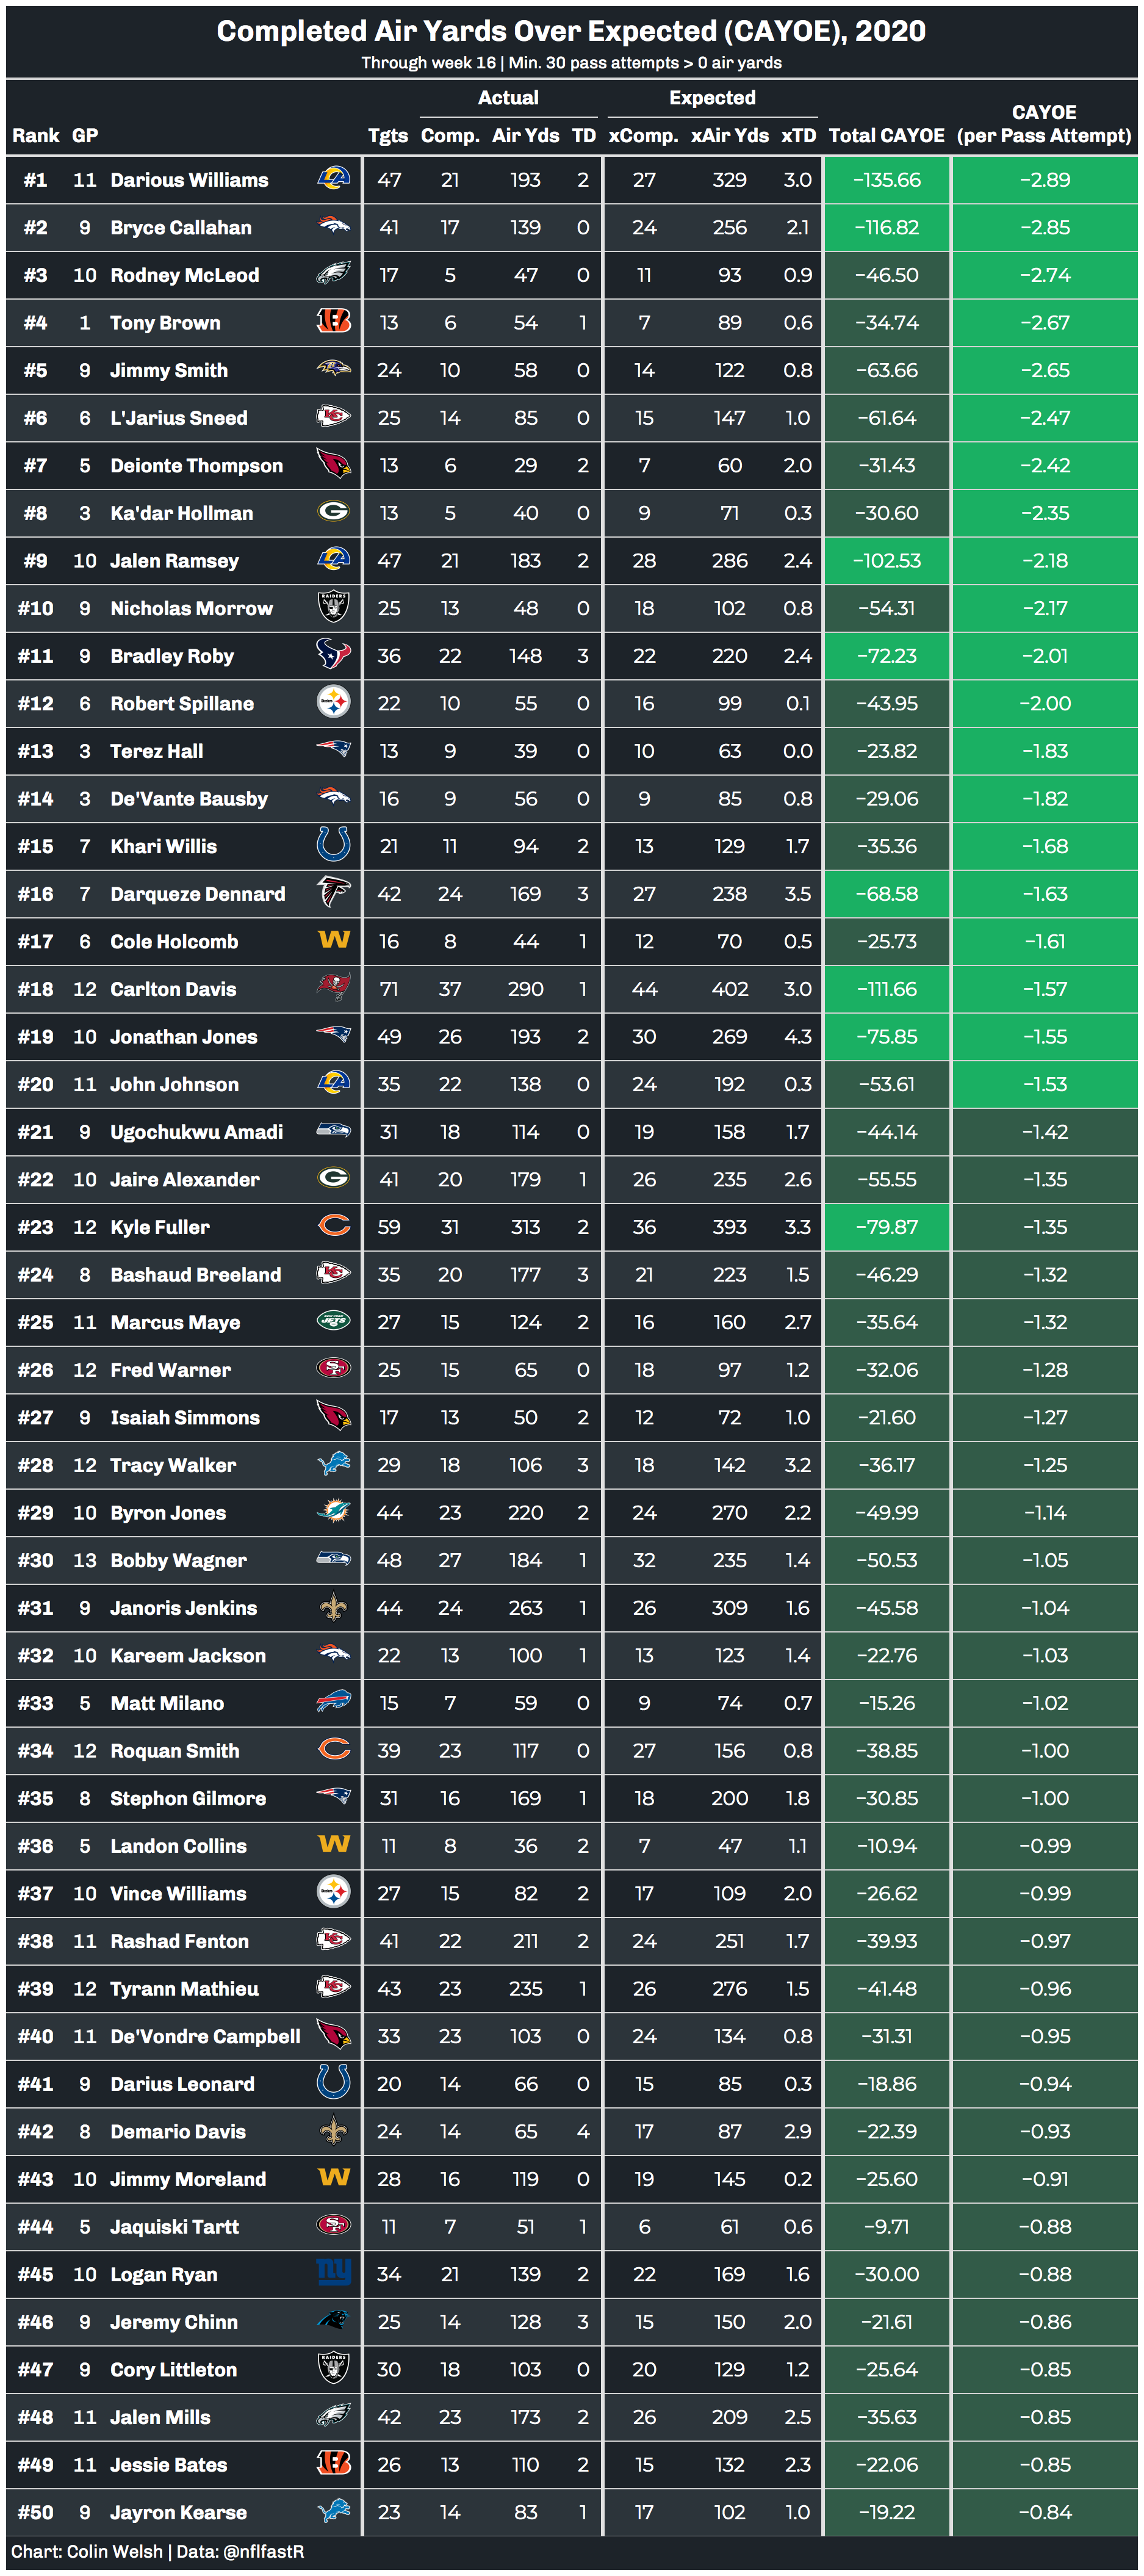 Completed Air Yards Over Expected (CAYOE), 2020
Through week 16 | Min. 30 pass attempts > 0 air yards
Actual Expected CAYOE
Rank GP Tgts Comp. Air Yds TD xComp. xAir Yds xTD Total CAYOE (per Pass Attempt)
#1 11 Darious Williams 47 21 193 2 27 329 3.0 −135.66 −2.89
#2 9 Bryce Callahan 41 17 139 0 24 256 2.1 −116.82 −2.85
#3 10 Rodney McLeod 17 5 47 0 11 93 0.9 −46.50 −2.74
#4 1 Tony Brown 13 6 54 1 7 89 0.6 −34.74 −2.67
#5 9 Jimmy Smith 24 10 58 0 14 122 0.8 −63.66 −2.65
#6 6 L'Jarius Sneed 25 14 85 0 15 147 1.0 −61.64 −2.47
#7 5 Deionte Thompson 13 6 29 2 7 60 2.0 −31.43 −2.42
#8 3 Ka'dar Hollman 13 5 40 0 9 71 0.3 −30.60 −2.35
#9 10 Jalen Ramsey 47 21 183 2 28 286 2.4 −102.53 −2.18
#10 9 Nicholas Morrow RAIDERS 25 13 48 0 18 102 0.8 −54.31 −2.17
#11 9 Bradley Roby 36 22 148 3 22 220 2.4 −72.23 −2.01
#12 6 Robert Spillane 22 10 55 0 16 99 0.1 −43.95 −2.00
#13 3 Terez Hall 13 9 39 0 10 63 0.0 −23.82 −1.83
#14 3 De'Vante Bausby 16 9 56 0 9 85 0.8 −29.06 −1.82
#15 7 Khari Willis 21 11 94 2 13 129 1.7 −35.36 −1.68
#16 7 Darqueze Dennard 42 24 169 3 27 238 3.5 −68.58 −1.63
#17 6 Cole Holcomb 16 8 44 1 12 70 0.5 −25.73 −1.61
#18 12 Carlton Davis 71 37 290 1 44 402 3.0 −111.66 −1.57
#19 10 Jonathan Jones 49 26 193 2 30 269 4.3 −75.85 −1.55
#20 11 John Johnson 35 22 138 0 24 192 0.3 −53.61 −1.53
#21 9 Ugochukwu Amadi 31 18 114 0 19 158 1.7 −44.14 −1.42
#22 10 Jaire Alexander 41 20 179 1 26 235 2.6 −55.55 −1.35
#23 12 Kyle Fuller 59 31 313 2 36 393 3.3 −79.87 −1.35
#24 8 Bashaud Breeland 35 20 177 3 21 223 1.5 −46.29 −1.32
#25 11 Marcus Maye JETS 27 15 124 2 16 160 2.7 −35.64 −1.32
#26 12 Fred Warner 25 15 65 0 18 97 1.2 −32.06 −1.28
#27 9 Isaiah Simmons 17 13 50 2 12 72 1.0 −21.60 −1.27
#28 12 Tracy Walker 29 18 106 3 18 142 3.2 −36.17 −1.25
#29 10 Byron Jones 44 23 220 2 24 270 2.2 −49.99 −1.14
#30 13 Bobby Wagner 48 27 184 1 32 235 1.4 −50.53 −1.05
#31 9 Janoris Jenkins 44 24 263 1 26 309 1.6 −45.58 −1.04
#32 10 Kareem Jackson 22 13 100 1 13 123 1.4 −22.76 −1.03
#33 5 Matt Milano 15 7 59 0 9 74 0.7 −15.26 −1.02
#34 12 Roquan Smith 39 23 117 0 27 156 0.8 −38.85 −1.00
#35 8 Stephon Gilmore 31 16 169 1 18 200 1.8 −30.85 −1.00
#36 5 Landon Collins 11 8 36 2 7 47 1.1 −10.94 −0.99
#37 10 Vince Williams 27 15 82 2 17 109 2.0 −26.62 −0.99
#38 11 Rashad Fenton 41 22 211 2 24 251 1.7 −39.93 −0.97
#39 12 Tyrann Mathieu 43 23 235 1 26 276 1.5 −41.48 −0.96
#40 11 De'Vondre Campbell 33 23 103 0 24 134 0.8 −31.31 −0.95
#41 9 Darius Leonard 20 14 66 0 15 85 0.3 −18.86 −0.94
#42 8 Demario Davis 24 14 65 4 17 87 2.9 −22.39 −0.93
#43 10 Jimmy Moreland 28 16 119 0 19 145 0.2 −25.60 −0.91
#44 5 Jaquiski Tartt 11 7 51 1 6 61 0.6 −9.71 −0.88
#45 10 Logan Ryan ny 34 21 139 2 22 169 1.6 −30.00 −0.88
#46 9 Jeremy Chinn 25 14 128 3 15 150 2.0 −21.61 −0.86
#47 9 Cory Littleton RAIDERS 30 18 103 0 20 129 1.2 −25.64 −0.85
#48 11 Jalen Mills 42 23 173 2 26 209 2.5 −35.63 −0.85
#49 11 Jessie Bates 26 13 110 2 15 132 2.3 −22.06 −0.85
#50 9 Jayron Kearse 23 14 83 1 17 102 1.0 −19.22 −0.84
Chart: Colin Welsh | Data: @nflfastR